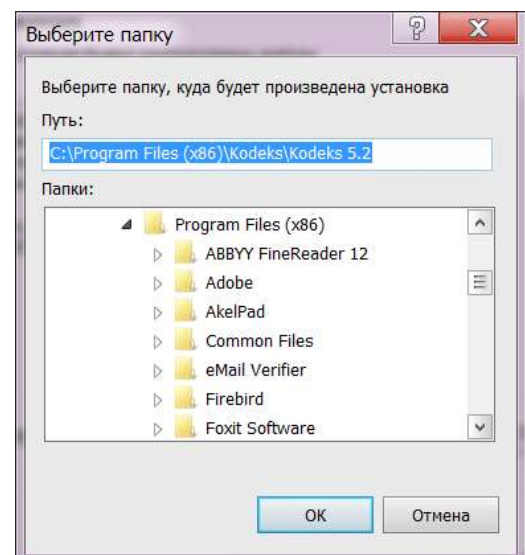 Выберите папку
Выберите папку, куда будет произведена установка
Путь:
C:\Program Files (x86)\Kodeks\Kodeks 5.2
Папки:
Program Files (x86)
ABBYY FineReader 12
Adobe
AkelPad
Common Files
eMail Verifier
Firebird
Foxit Software
OK
Отмена